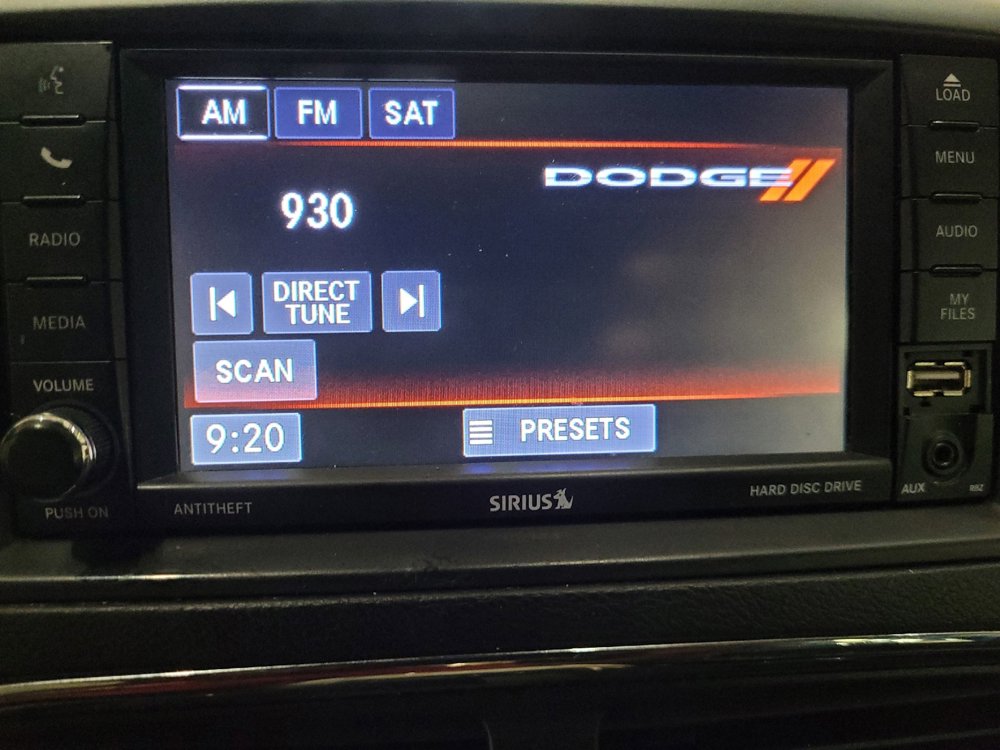 AM FM SAT
DODGE
930
DIRECT
TUNE
SCAN
9:20
PRESETS
RADIO
MEDIA
VOLUME
PUSH ON
ANTITHEFT
SIRIUS
HARD DISC DRIVE
LOAD
MENU
AUDIO
MY
FILES
AUX
RBZ